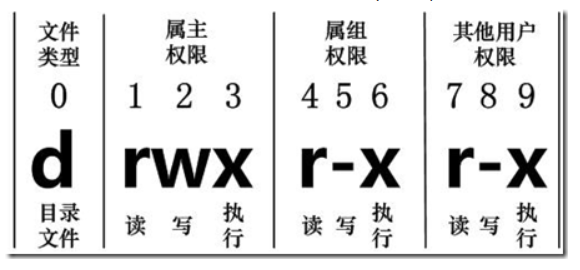 文件 属主 属组 其他用户
类型 权限 权限 权限
0 1 2 3 4 5 6 7 8 9
d rwx r-x r-x
目录 读 写 执 读 写 执 读 写 执
文件 行 行 行